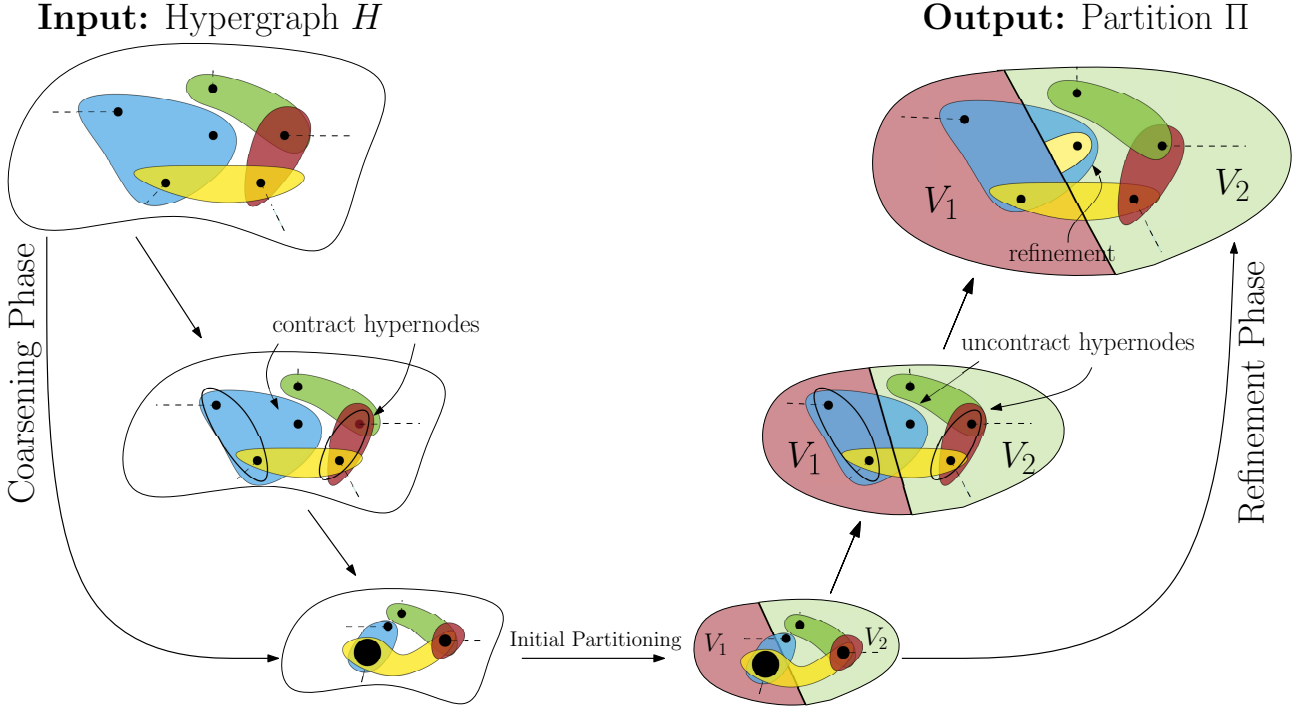 Input: Hypergraph H
Output: Partition Π
Coarsening Phase
contract hypernodes
Initial Partitioning
V1
V2
uncontract hypernodes
V1
V2
refinement
V1
V2
Refinement Phase